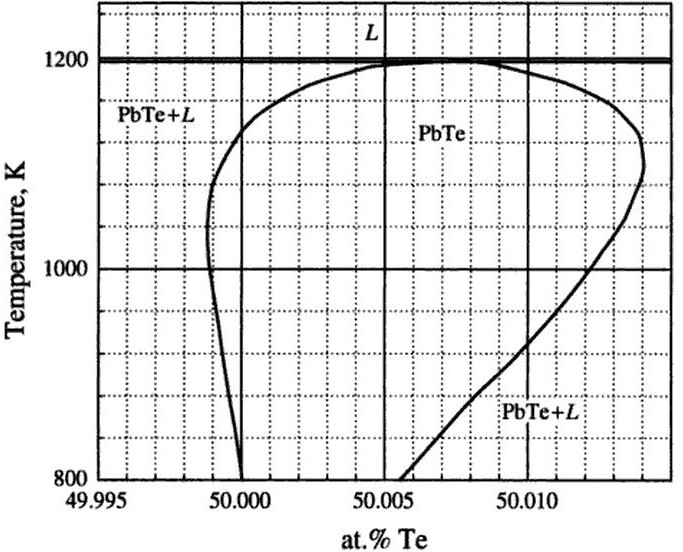 L
1200
PbTe+L
PbTe
Temperature, K
1000
PbTe+L
800
49.995
50.000
50.005
50.010
at.% Te